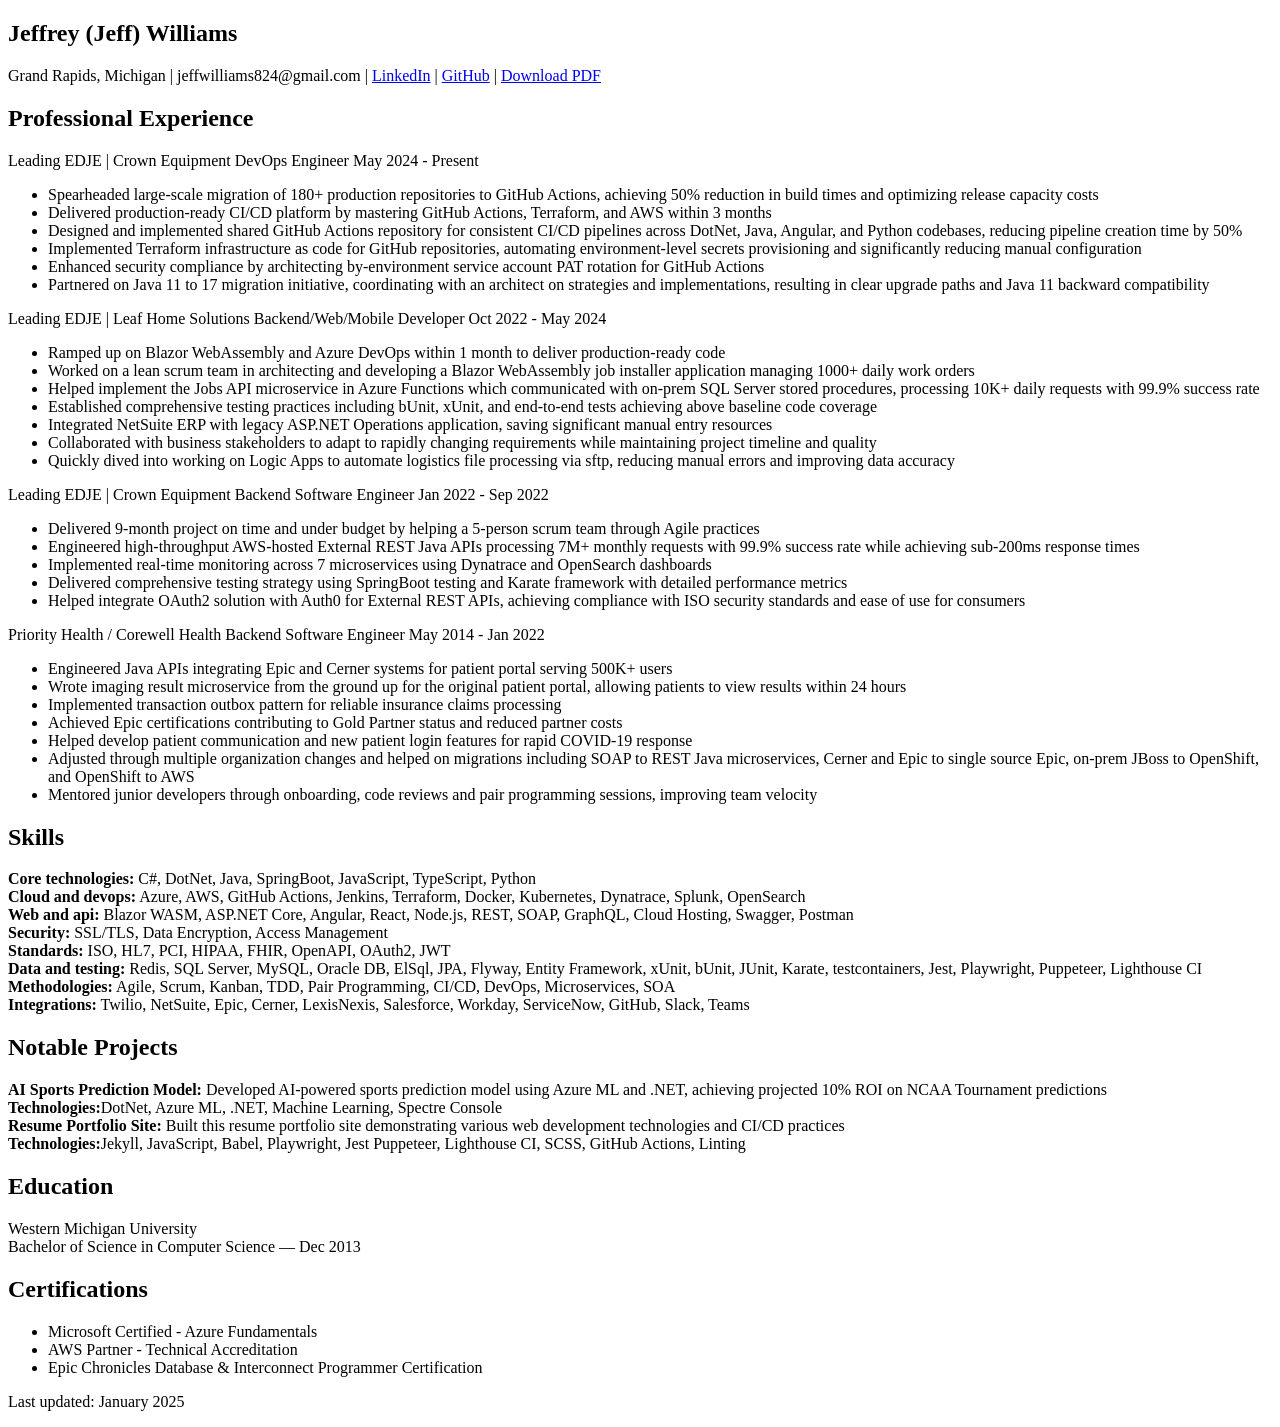 Jeffrey (Jeff) Williams
Grand Rapids, Michigan | jeffwilliams824@gmail.com | LinkedIn | GitHub | Download PDF
Professional Experience
Leading EDJE | Crown Equipment DevOps Engineer May 2024 - Present
• Spearheaded large-scale migration of 180+ production repositories to GitHub Actions, achieving 50% reduction in build times and optimizing release capacity costs
• Delivered production-ready CI/CD platform by mastering GitHub Actions, Terraform, and AWS within 3 months
• Designed and implemented shared GitHub Actions repository for consistent CI/CD pipelines across DotNet, Java, Angular, and Python codebases, reducing pipeline creation time by 50%
• Implemented Terraform infrastructure as code for GitHub repositories, automating environment-level secrets provisioning and significantly reducing manual configuration
• Enhanced security compliance by architecting by-environment service account PAT rotation for GitHub Actions
• Partnered on Java 11 to 17 migration initiative, coordinating with an architect on strategies and implementations, resulting in clear upgrade paths and Java 11 backward compatibility
Leading EDJE | Leaf Home Solutions Backend/Web/Mobile Developer Oct 2022 - May 2024
• Ramped up on Blazor WebAssembly and Azure DevOps within 1 month to deliver production-ready code
• Worked on a lean scrum team in architecting and developing a Blazor WebAssembly job installer application managing 1000+ daily work orders
• Helped implement the Jobs API microservice in Azure Functions which communicated with on-prem SQL Server stored procedures, processing 10K+ daily requests with 99.9% success rate
• Established comprehensive testing practices including bUnit, xUnit, and end-to-end tests achieving above baseline code coverage
• Integrated NetSuite ERP with legacy ASP.NET Operations application, saving significant manual entry resources
• Collaborated with business stakeholders to adapt to rapidly changing requirements while maintaining project timeline and quality
• Quickly dived into working on Logic Apps to automate logistics file processing via sftp, reducing manual errors and improving data accuracy
Leading EDJE | Crown Equipment Backend Software Engineer Jan 2022 - Sep 2022
• Delivered 9-month project on time and under budget by helping a 5-person scrum team through Agile practices
• Engineered high-throughput AWS-hosted External REST Java APIs processing 7M+ monthly requests with 99.9% success rate while achieving sub-200ms response times
• Implemented real-time monitoring across 7 microservices using Dynatrace and OpenSearch dashboards
• Delivered comprehensive testing strategy using SpringBoot testing and Karate framework with detailed performance metrics
• Helped integrate OAuth2 solution with Auth0 for External REST APIs, achieving compliance with ISO security standards and ease of use for consumers
Priority Health / Corewell Health Backend Software Engineer May 2014 - Jan 2022
• Engineered Java APIs integrating Epic and Cerner systems for patient portal serving 500K+ users
• Wrote imaging result microservice from the ground up for the original patient portal, allowing patients to view results within 24 hours
• Implemented transaction outbox pattern for reliable insurance claims processing
• Achieved Epic certifications contributing to Gold Partner status and reduced partner costs
• Helped develop patient communication and new patient login features for rapid COVID-19 response
• Adjusted through multiple organization changes and helped on migrations including SOAP to REST Java microservices, Cerner and Epic to single source Epic, on-prem JBoss to OpenShift,
and OpenShift to AWS
• Mentored junior developers through onboarding, code reviews and pair programming sessions, improving team velocity
Skills
Core technologies: C#, DotNet, Java, SpringBoot, JavaScript, TypeScript, Python
Cloud and devops: Azure, AWS, GitHub Actions, Jenkins, Terraform, Docker, Kubernetes, Dynatrace, Splunk, OpenSearch
Web and api: Blazor WASM, ASP.NET Core, Angular, React, Node.js, REST, SOAP, GraphQL, Cloud Hosting, Swagger, Postman
Security: SSL/TLS, Data Encryption, Access Management
Standards: ISO, HL7, PCI, HIPAA, FHIR, OpenAPI, OAuth2, JWT
Data and testing: Redis, SQL Server, MySQL, Oracle DB, ElSql, JPA, Flyway, Entity Framework, xUnit, bUnit, JUnit, Karate, testcontainers, Jest, Playwright, Puppeteer, Lighthouse CI
Methodologies: Agile, Scrum, Kanban, TDD, Pair Programming, CI/CD, DevOps, Microservices, SOA
Integrations: Twilio, NetSuite, Epic, Cerner, LexisNexis, Salesforce, Workday, ServiceNow, GitHub, Slack, Teams
Notable Projects
AI Sports Prediction Model: Developed AI-powered sports prediction model using Azure ML and .NET, achieving projected 10% ROI on NCAA Tournament predictions
Technologies:DotNet, Azure ML, .NET, Machine Learning, Spectre Console
Resume Portfolio Site: Built this resume portfolio site demonstrating various web development technologies and CI/CD practices
Technologies:Jekyll, JavaScript, Babel, Playwright, Jest Puppeteer, Lighthouse CI, SCSS, GitHub Actions, Linting
Education
Western Michigan University
Bachelor of Science in Computer Science — Dec 2013
Certifications
• Microsoft Certified - Azure Fundamentals
• AWS Partner - Technical Accreditation
• Epic Chronicles Database & Interconnect Programmer Certification
Last updated: January 2025